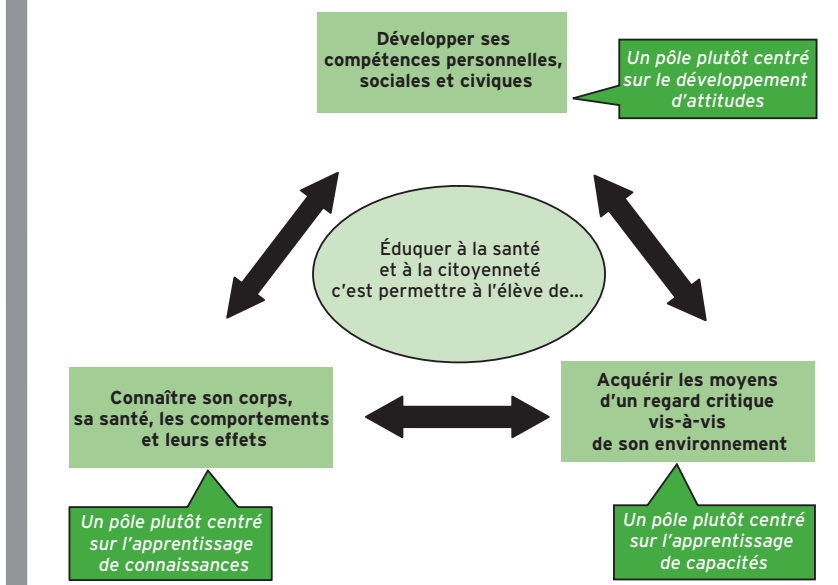 Développer ses
compétences personnelles,
sociales et civiques
Un pôle plutôt centré
sur le développement
d'attitudes
Éduquer à la santé
et à la citoyenneté
c'est permettre à l'élève de...
Connaître son corps,
sa santé, les comportements
et leurs effets
Acquérir les moyens
d'un regard critique
vis-à-vis
de son environnement
Un pôle plutôt centré
sur l'apprentissage
de connaissances
Un pôle plutôt centré
sur l'apprentissage
de capacités